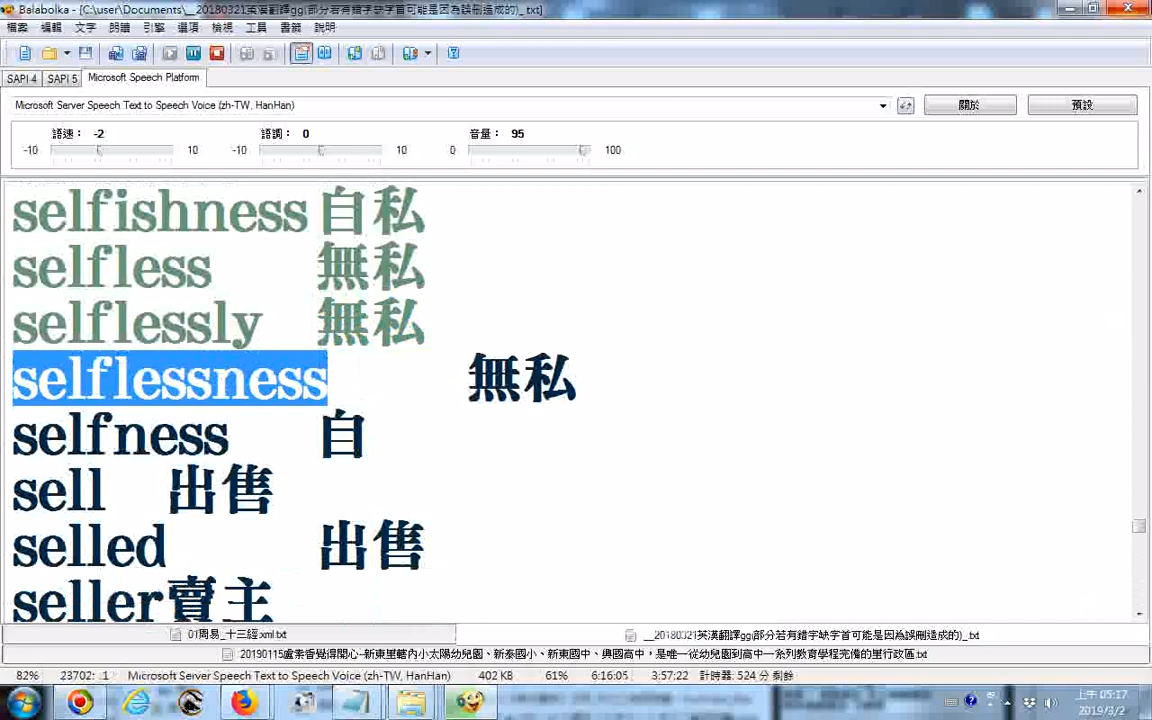 Balabolka - [C:\user\Documents\__20180321英漢翻譯ggi(部分若有錯字缺字首可能是因為誤刪造成的)_.txt]
檔案 編輯 文字 朗讀 引擎 選項 檢視 工具 書籤 說明
SAPI 4 SAPI 5 Microsoft Speech Platform
Microsoft Server Speech Text to Speech Voice (zh-TW, HanHan) 關於 預設
語速： -2 語調： 0 音量： 95
-10 10 -10 10 0 100
selfishness 自私
selfless 無私
selflessly 無私
selflessness 無私
selfness 自
sell 出售
selled 出售
seller賣主
01周易_十三經.xml.txt __20180321英漢翻譯ggi(部分若有錯字缺字首可能是因為誤刪造成的)_.txt
20190115盧素香覺得開心-新東里轄內小太陽幼兒園、新泰國小、新東國中、興國高中，是唯一從幼兒園到高中一系列教育學程完備的里行政區.txt
82% 23702: .1 Microsoft Server Speech Text to Speech Voice (zh-TW, HanHan) 402 KB 61% 6:16:05 3:57:22 計時器: 524 分 剩餘
上午 05:17
2019/3/2